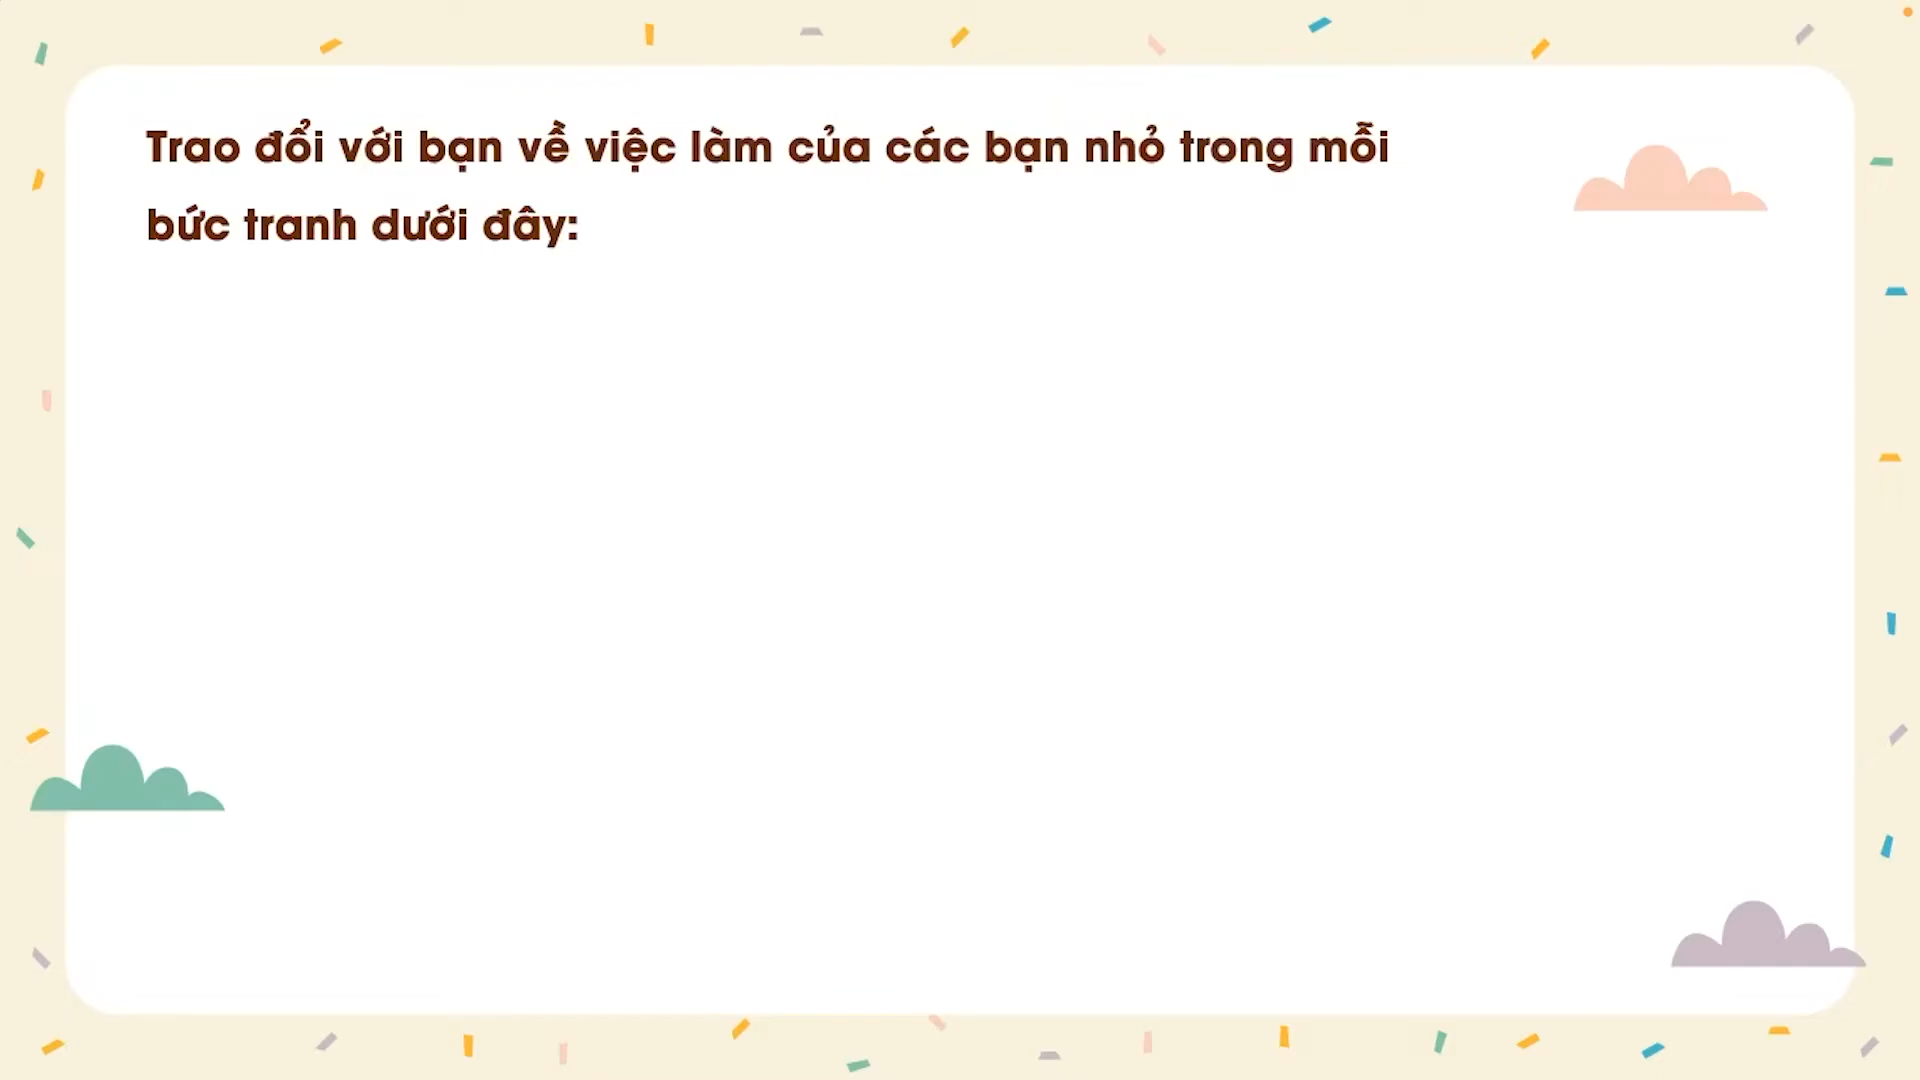 Trao đổi với bạn về việc làm của các bạn nhỏ trong mỗi
bức tranh dưới đây: